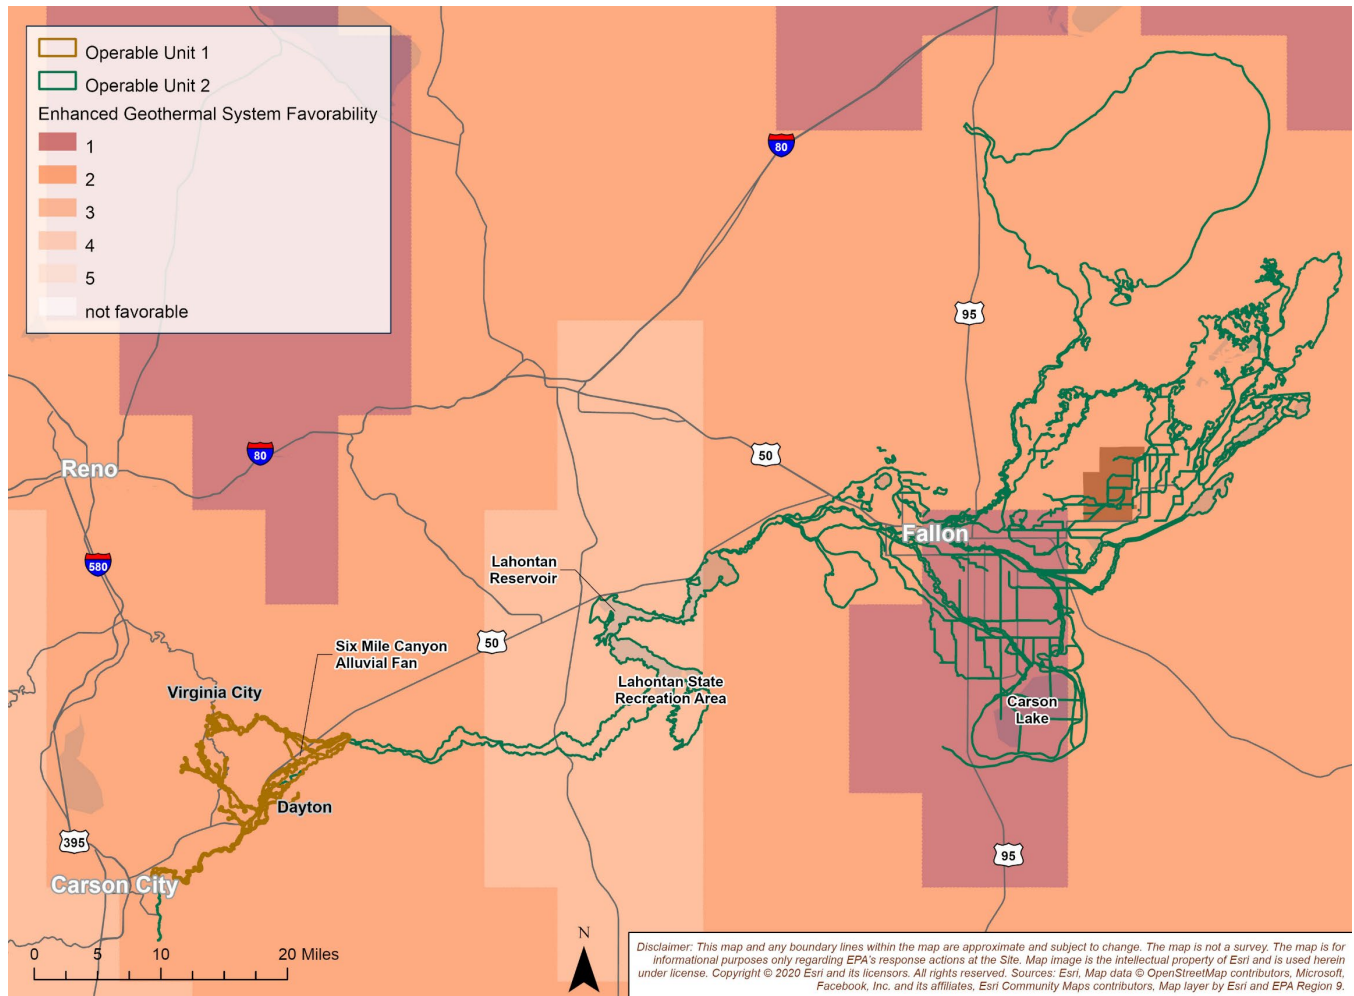 Operable Unit 1
Operable Unit 2
Enhanced Geothermal System Favorability
1
2
3
4
5
not favorable
80
95
50
80
Reno
Fallon
580
Lahontan
Reservoir
50
Six Mile Canyon
Alluvial Fan
Lahontan State
Recreation Area
Virginia City
Carson
Lake
Dayton
395
95
Carson City
0 5 10 20 Miles
N
Disclaimer: This map and any boundary lines within the map are approximate and subject to change. The map is not a survey. The map is for
informational purposes only regarding EPA's response actions at the Site. Map image is the intellectual property of Esri and is used herein
under license. Copyright © 2020 Esri and its licensors. All rights reserved. Sources: Esri, Map data © OpenStreetMap contributors, Microsoft,
Facebook, Inc. and its affiliates, Esri Community Maps contributors, Map layer by Esri and EPA Region 9.